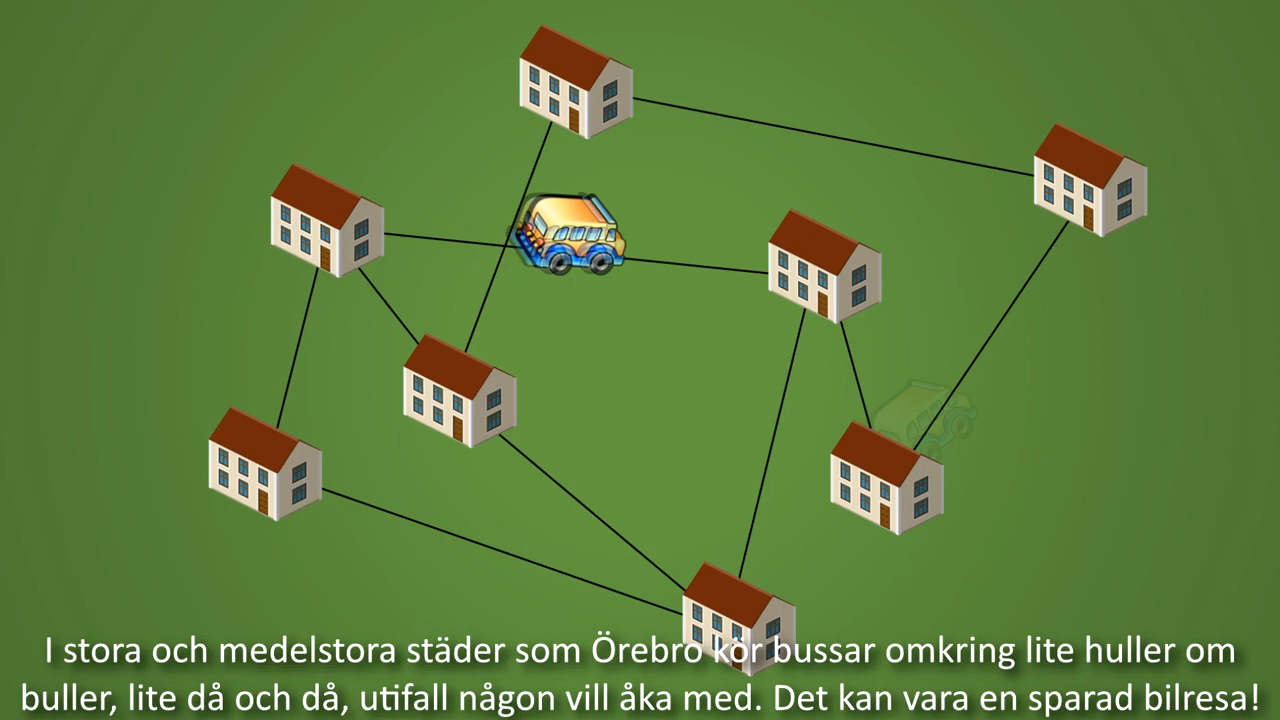 I stora och medelstora städer som Örebro kör bussar omkring lite huller om
buller, lite då och då, utifall någon vill åka med. Det kan vara en sparad bilresa!